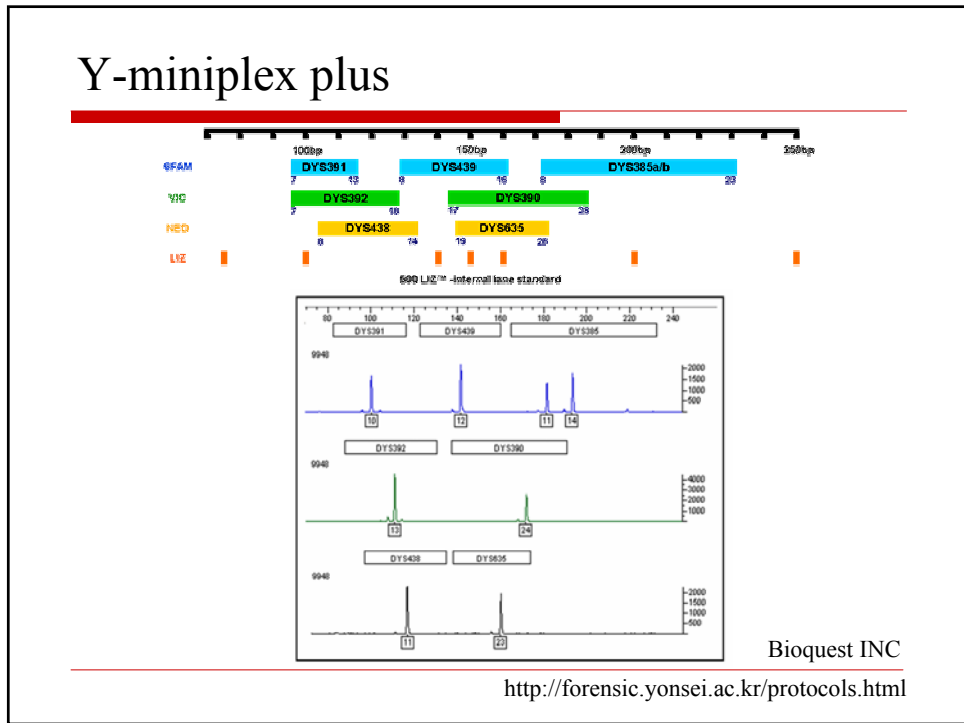 Y-miniplex plus
100bp 150bp 200bp 250bp
6FAM DYS391 DYS439 DYS385a/b
7 13 8 16 8 23
VIC DYS392 DYS390
7 18 17 28
NED DYS438 DYS635
8 14 19 26
LIZ
500 LIZ™ -internal lane standard
80 100 120 140 160 180 200 220 240
DYS391 DYS439 DYS385
9948
2000
1500
1000
500
10 12 11 14
DYS392 DYS390
9948
4000
3000
2000
1000
13 24
DYS438 DYS635
9948
2000
1500
1000
500
11 23
Bioquest INC
http://forensic.yonsei.ac.kr/protocols.html